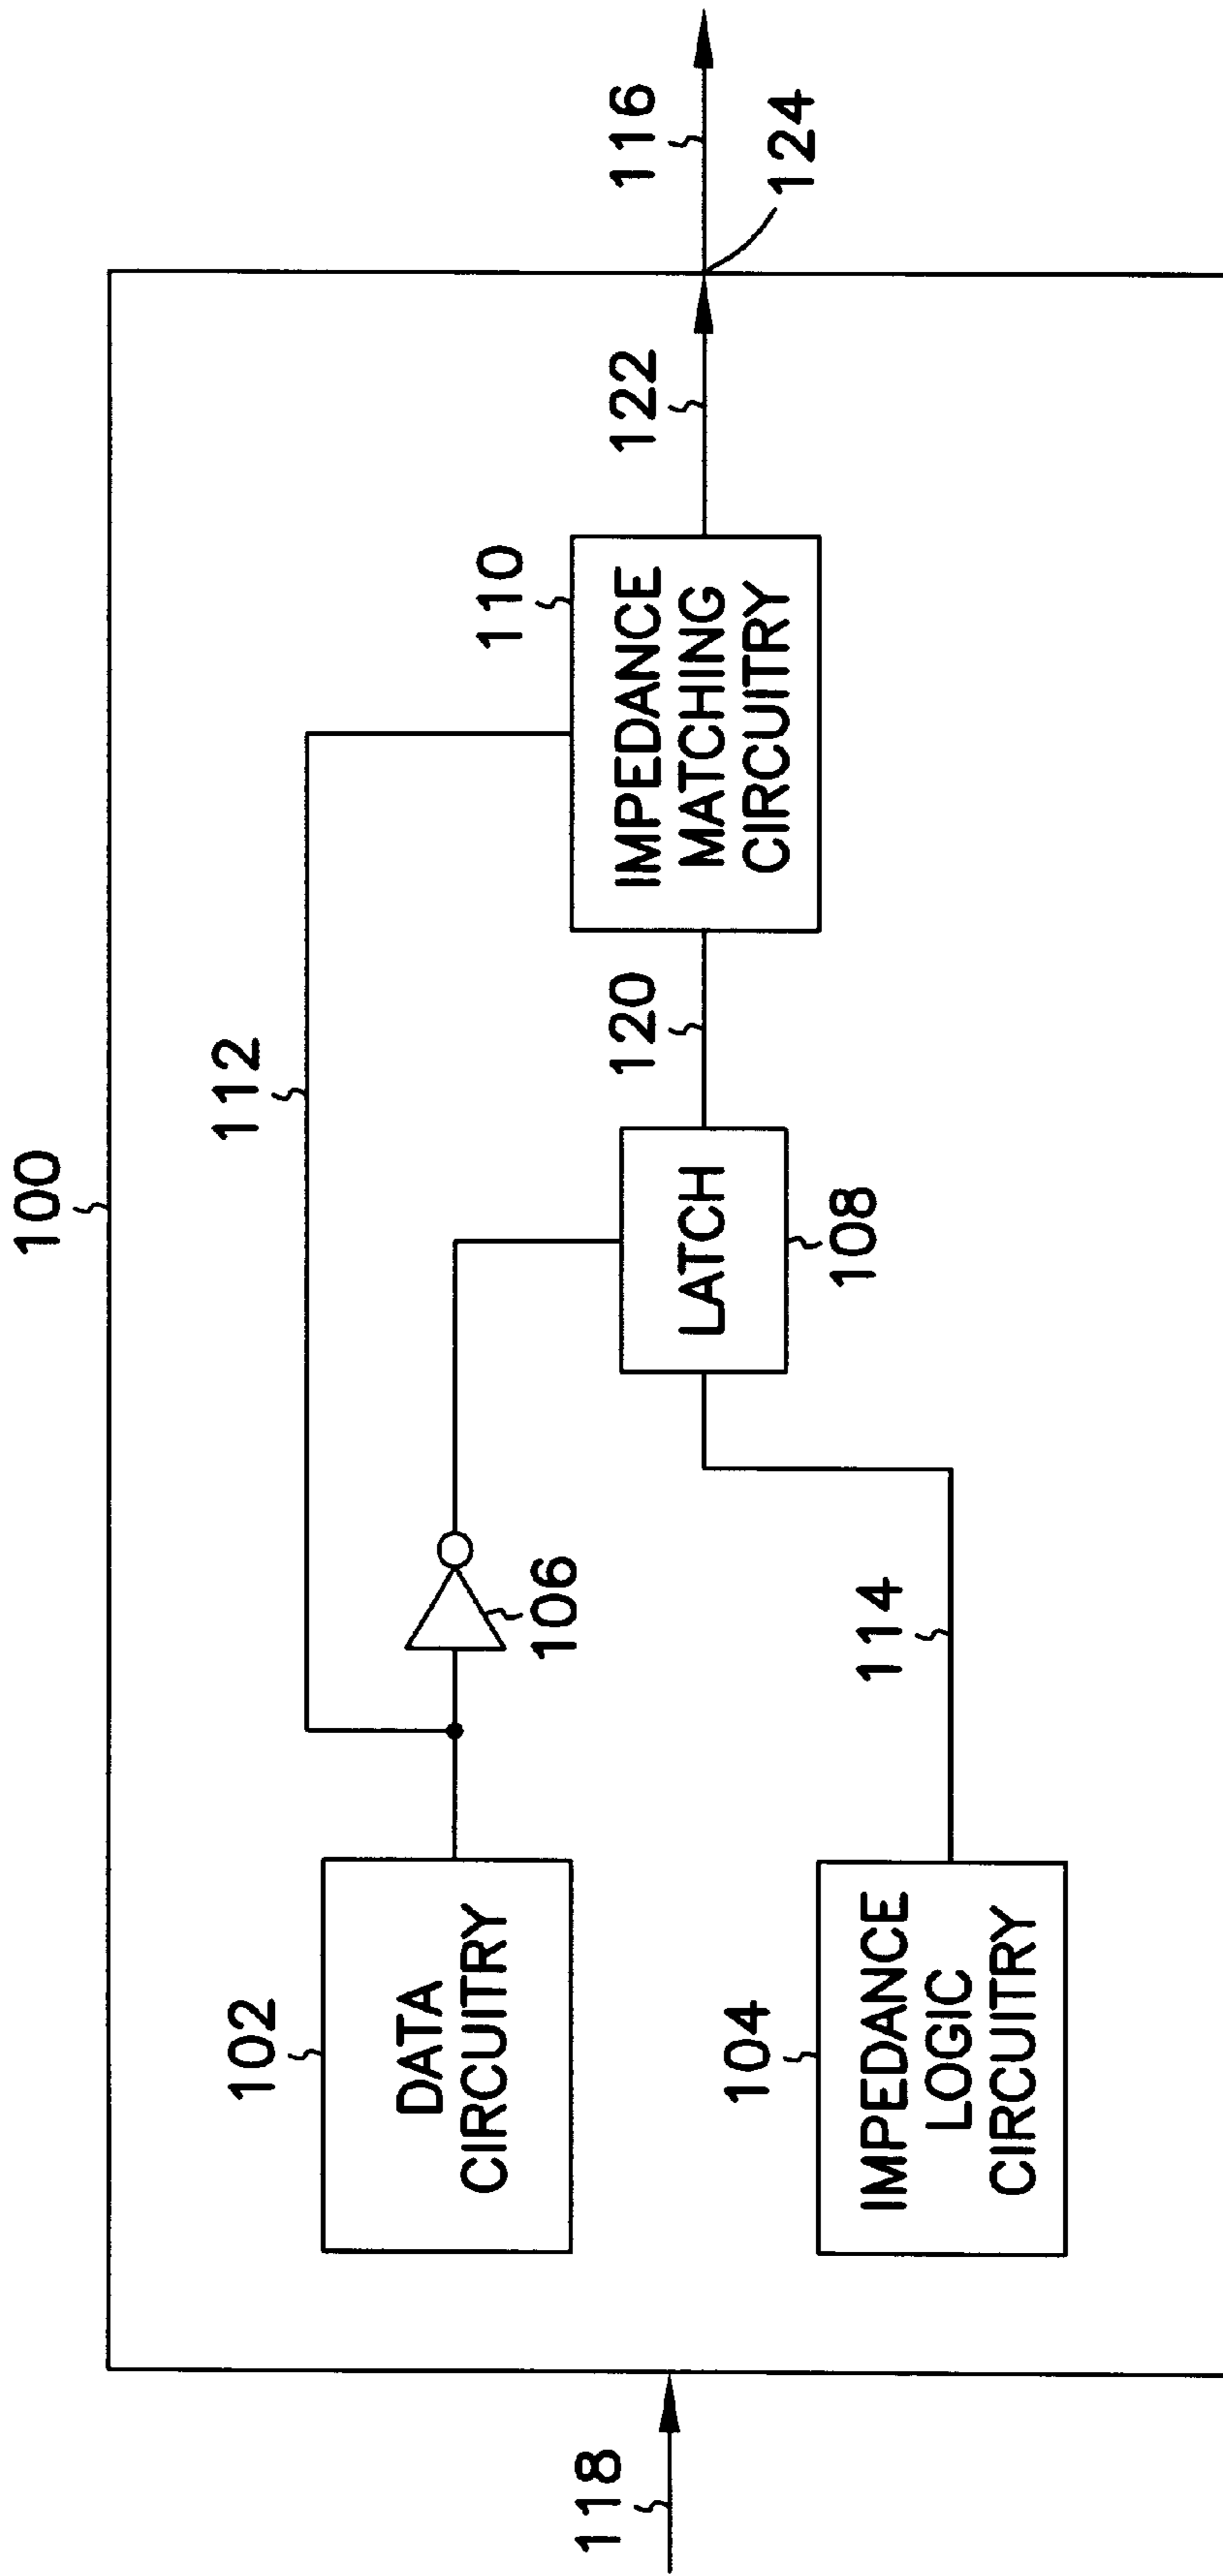 100
112
102
DATA
CIRCUITRY
106
110
IMPEDANCE
MATCHING
CIRCUITRY
118
120
122
116
124
LATCH
108
104
IMPEDANCE
LOGIC
CIRCUITRY
114